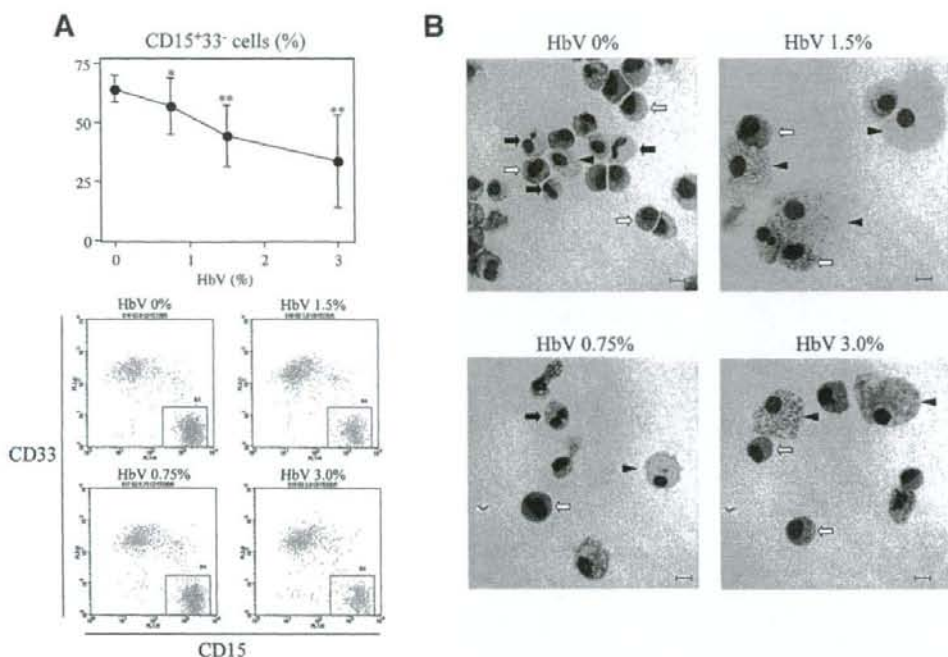 A
CD15+33- cells (%)
75
50
25
0
*
**
**
0 1 2 3
HbV (%)
HbV 0%
HbV 1.5%
HbV 0.75%
HbV 3.0%
CD33
CD15
B
HbV 0%
HbV 1.5%
HbV 0.75%
HbV 3.0%